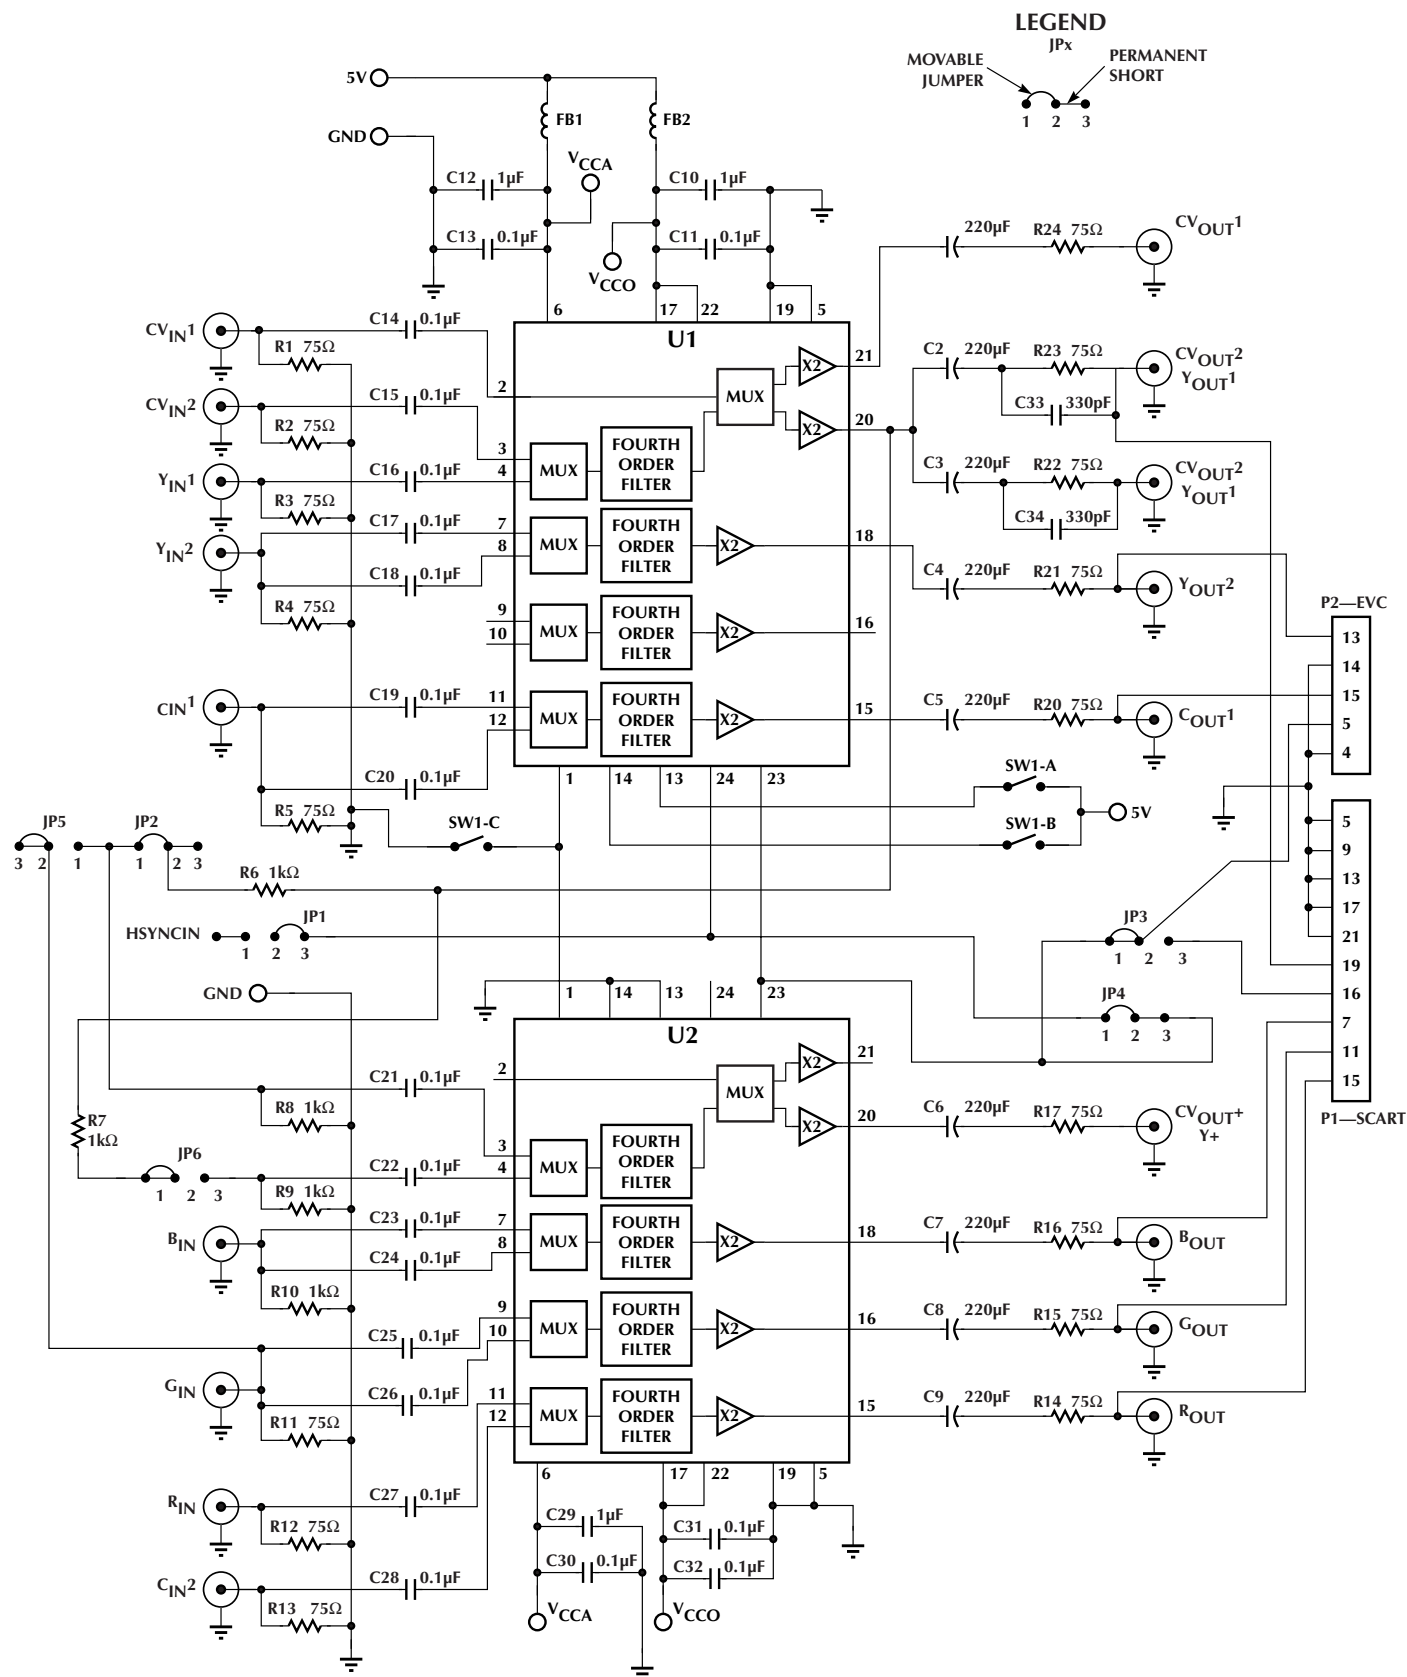 LEGEND
JPx
MOVABLE JUMPER
PERMANENT SHORT
1 2 3
5V
GND
FB1
FB2
VCCA
VCCO
C12 1µF
C13 0.1µF
C10 1µF
C11 0.1µF
6 17 22 19 5
U1
CVIN1
R1 75Ω
C14 0.1µF
2
CVIN2
R2 75Ω
C15 0.1µF
3
YIN1
R3 75Ω
C16 0.1µF
4
YIN2
R4 75Ω
C17 0.1µF
7
C18 0.1µF
8
9
10
CIN1
R5 75Ω
C19 0.1µF
11
C20 0.1µF
12
MUX
X2
X2
MUX
FOURTH ORDER FILTER
MUX
FOURTH ORDER FILTER
X2
MUX
FOURTH ORDER FILTER
X2
MUX
FOURTH ORDER FILTER
X2
21
20
18
16
15
1 14 13 24 23
220µF R24 75Ω CVOUT1
C2 220µF R23 75Ω CVOUT2
YOUT1
C33 330pF
C3 220µF R22 75Ω CVOUT2
YOUT1
C34 330pF
C4 220µF R21 75Ω YOUT2
C5 220µF R20 75Ω COUT1
P2—EVC
13
14
15
5
4
SW1-A
SW1-B
5V
SW1-C
JP5
3 2 1
JP2
1 2 3
R6 1kΩ
HSYNCIN
JP1
1 2 3
GND
JP3
1 2 3
JP4
1 2 3
5
9
13
17
21
19
16
7
11
15
P1—SCART
1 14 13 24 23
U2
2
C21 0.1µF
3
R8 1kΩ
R7
1kΩ
JP6
1 2 3
C22 0.1µF
4
R9 1kΩ
BIN
C23 0.1µF
7
C24 0.1µF
8
R10 1kΩ
C25 0.1µF
9
10
GIN
C26 0.1µF
11
12
R11 75Ω
RIN
C27 0.1µF
R12 75Ω
CIN2
C28 0.1µF
R13 75Ω
MUX
X2
X2
MUX
FOURTH ORDER FILTER
MUX
FOURTH ORDER FILTER
X2
MUX
FOURTH ORDER FILTER
X2
MUX
FOURTH ORDER FILTER
X2
21
20
18
16
15
C6 220µF R17 75Ω CVOUT+
Y+
C7 220µF R16 75Ω BOUT
C8 220µF R15 75Ω GOUT
C9 220µF R14 75Ω ROUT
6 17 22 19 5
C29 1µF
C30 0.1µF
C31 0.1µF
C32 0.1µF
VCCA
VCCO